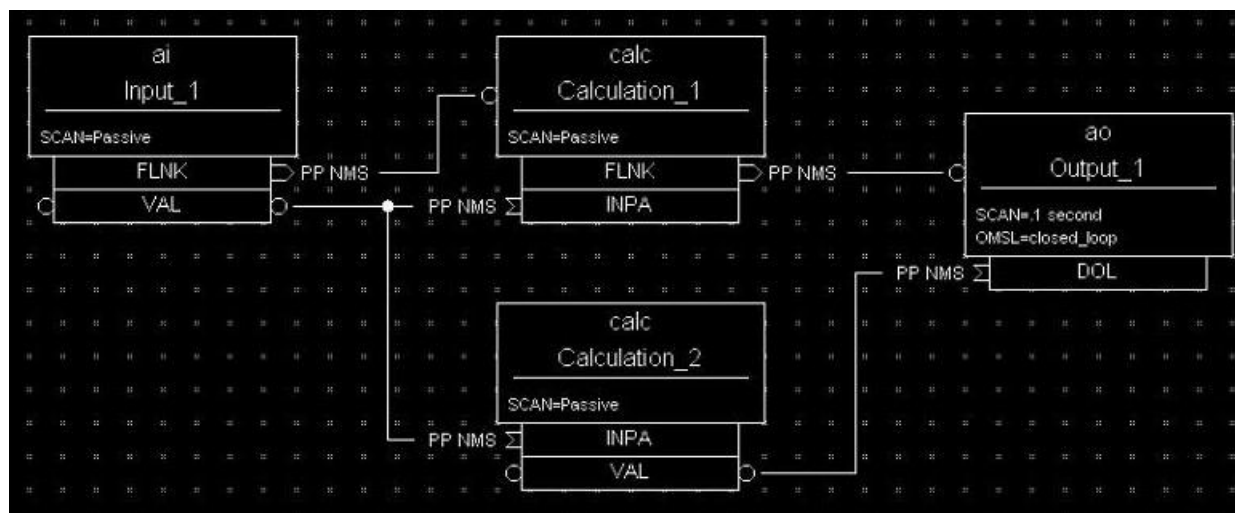 ai
Input_1
SCAN=Passive
FLNK
PP NMS
VAL
calc
Calculation_1
SCAN=Passive
FLNK
PP NMS
PP NMS
INPA
ao
Output_1
SCAN=.1 second
OMSL=closed_loop
PP NMS
DOL
calc
Calculation_2
SCAN=Passive
PP NMS
INPA
VAL